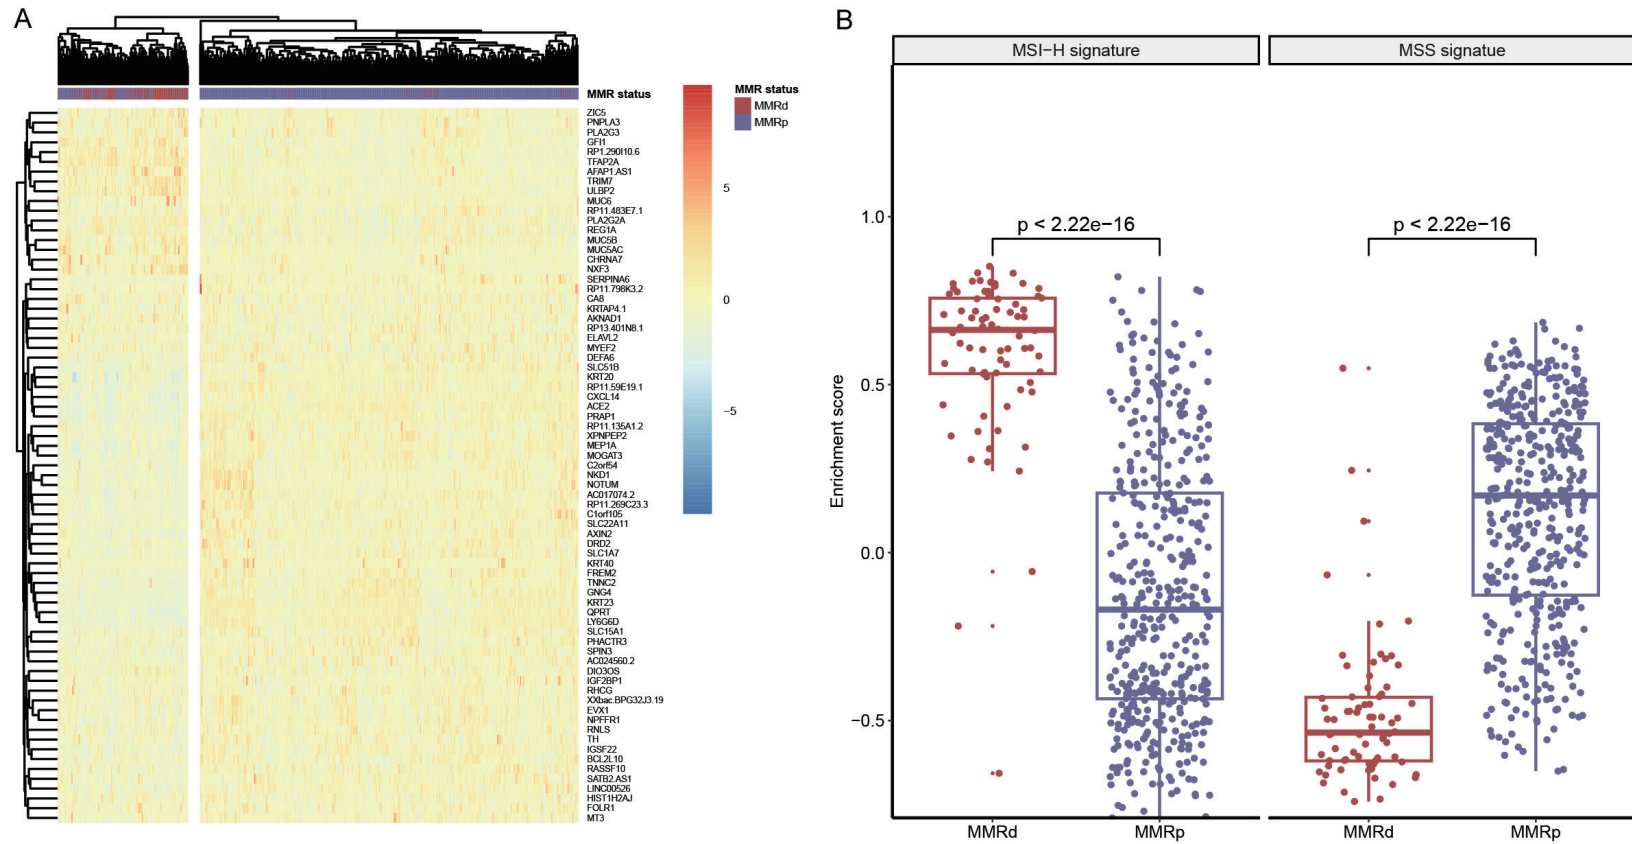 A
MMR status
ZIC5
PNPLA3
PLA2G3
GFI1
RP1.290I10.6
TFAP2A
AFAP1.AS1
TRIM7
ULBP2
MUC6
RP11.483E7.1
PLA2G2A
REG1A
MUC5B
MUC5AC
CHRNA7
NXF3
SERPINA6
RP11.798K3.2
CA8
KRTAP4.1
AKNAD1
RP13.401N8.1
ELAVL2
MYEF2
DEFA6
SLC51B
KRT20
RP11.59E19.1
CXCL14
ACE2
PRAP1
RP11.135A1.2
XPNPEP2
MEP1A
MOGAT3
C2orf54
NKD1
NOTUM
AC017074.2
RP11.269C23.3
C1orf105
SLC22A11
AXIN2
DRD2
SLC1A7
KRT40
FREM2
TNNC2
GNG4
KRT23
QPRT
LY6G6D
SLC15A1
PHACTR3
SPIN3
AC024560.2
DIO3OS
IGF2BP1
RHCG
XXbac.BPG32J3.19
EVX1
NPFFR1
RNLS
TH
IGSF22
BCL2L10
RASSF10
SATB2.AS1
LINC00526
HIST1H2AJ
FOLR1
MT3
5
0
−5
MMR status
MMRd
MMRp
B
MSI−H signature
MSS signatue
Enrichment score
1.0
0.5
0.0
−0.5
p < 2.22e−16
p < 2.22e−16
MMRd
MMRp
MMRd
MMRp